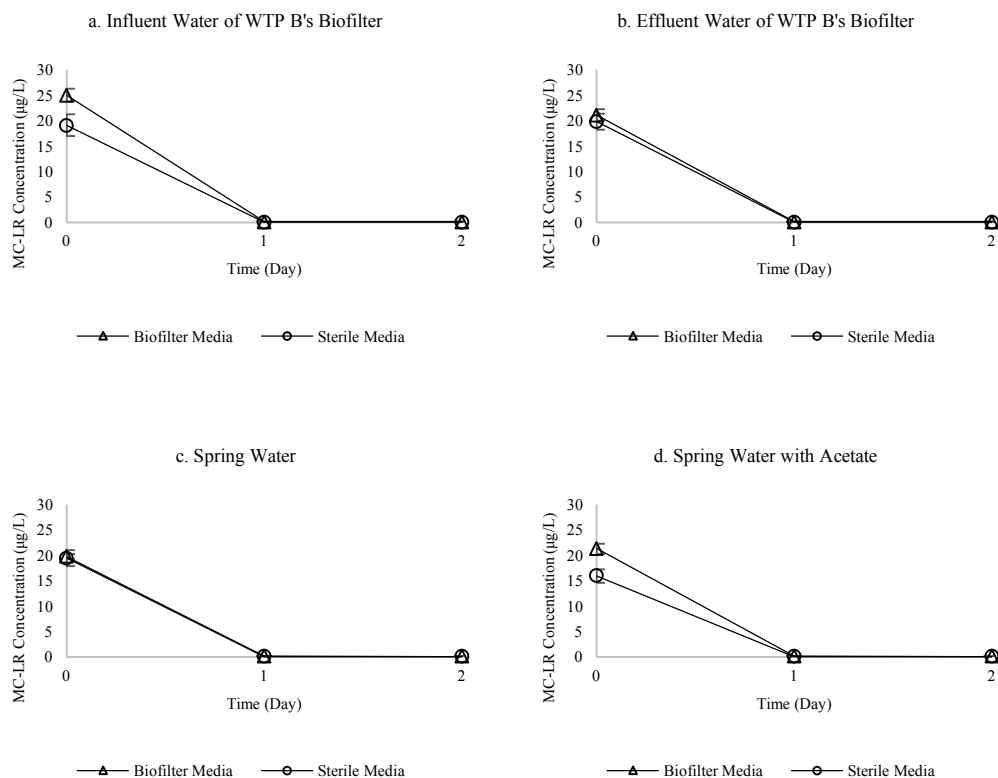 a. Influent Water of WTP B's Biofilter
MC-LR Concentration (µg/L)
30
25
20
15
10
5
0
0 1 2
Time (Day)
Biofilter Media Sterile Media
b. Effluent Water of WTP B's Biofilter
MC-LR Concentration (µg/L)
30
25
20
15
10
5
0
0 1 2
Time (Day)
Biofilter Media Sterile Media
c. Spring Water
MC-LR Concentration (µg/L)
30
25
20
15
10
5
0
0 1 2
Time (Day)
Biofilter Media Sterile Media
d. Spring Water with Acetate
MC-LR Concentration (µg/L)
30
25
20
15
10
5
0
0 1 2
Time (Day)
Biofilter Media Sterile Media